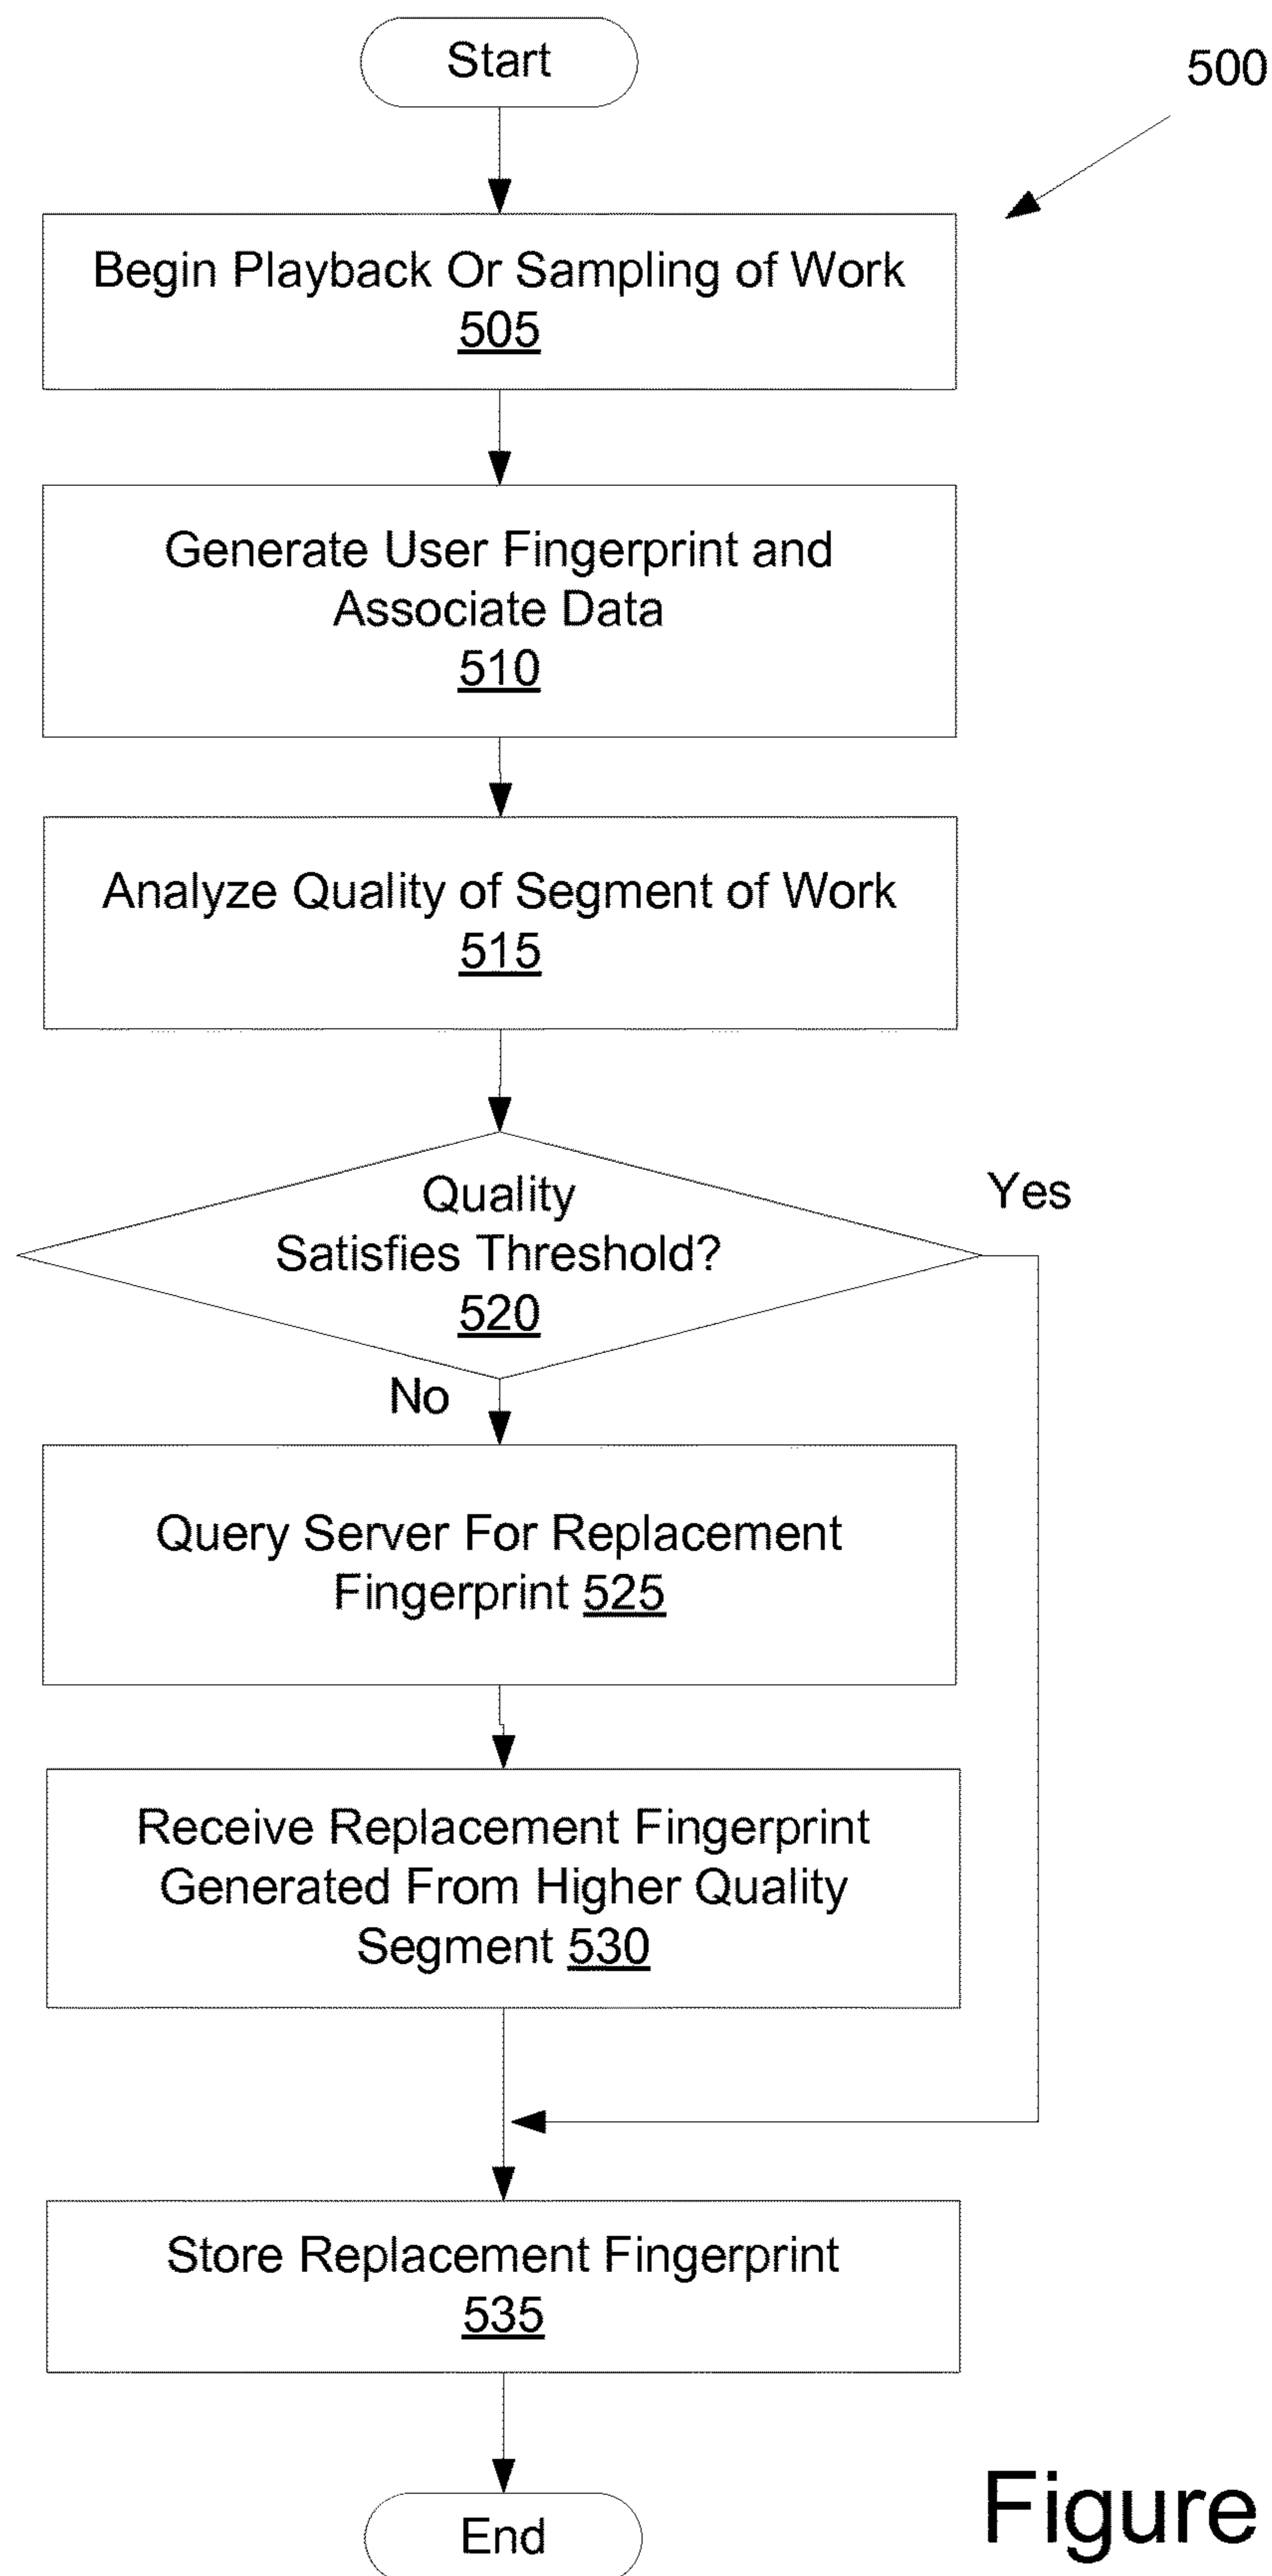 Start
500
Begin Playback Or Sampling of Work
505
Generate User Fingerprint and
Associate Data
510
Analyze Quality of Segment of Work
515
Quality
Satisfies Threshold?
520
Yes
No
Query Server For Replacement
Fingerprint 525
Receive Replacement Fingerprint
Generated From Higher Quality
Segment 530
Store Replacement Fingerprint
535
End
Figure